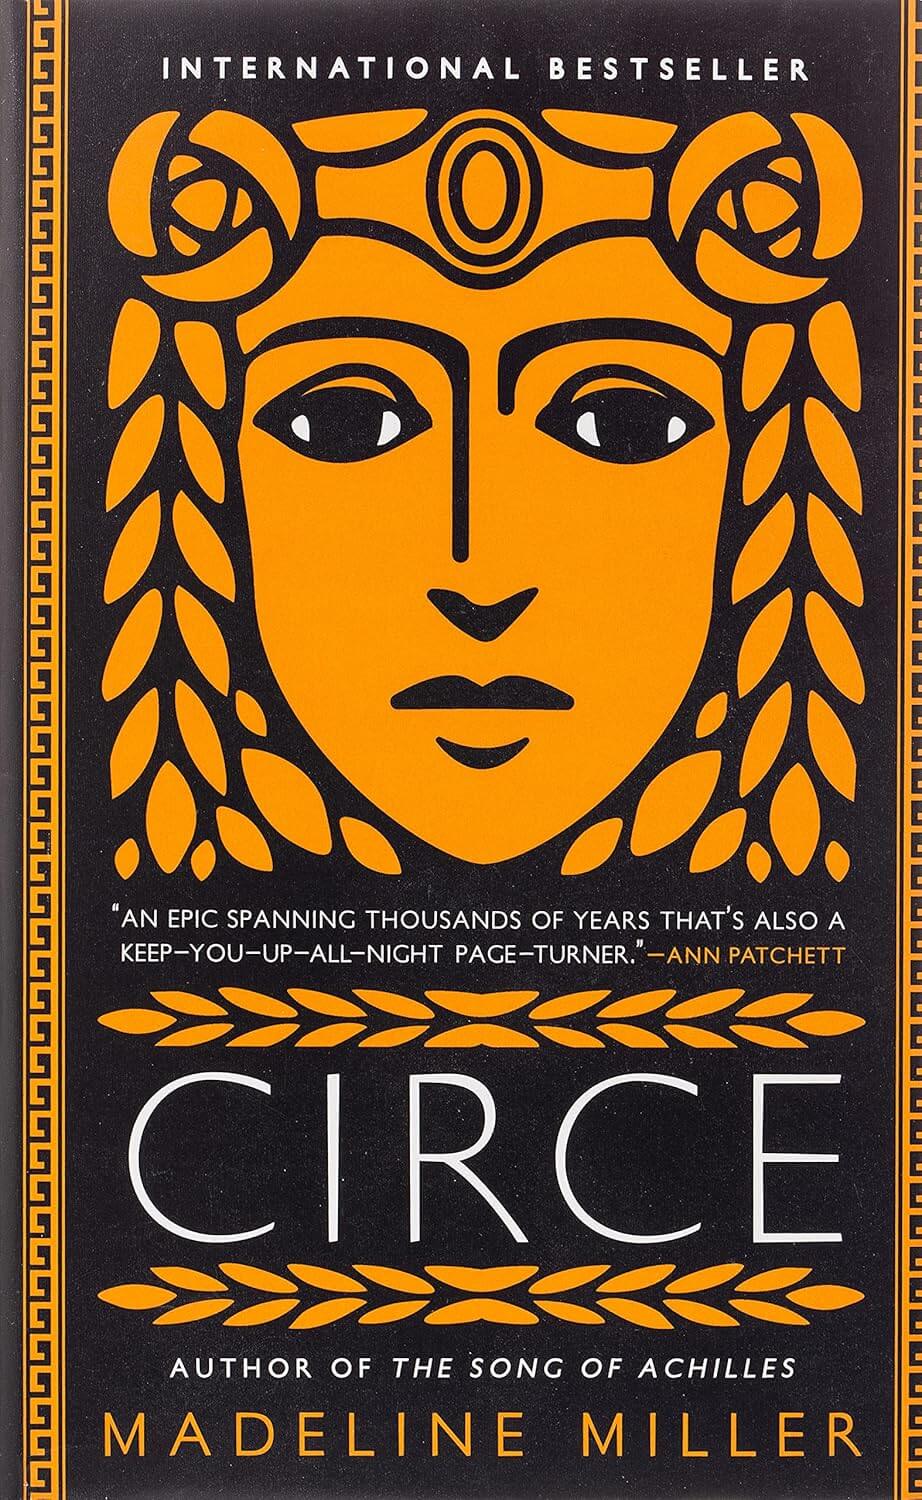 INTERNATIONAL BESTSELLER
“AN EPIC SPANNING THOUSANDS OF YEARS THAT’S ALSO A
KEEP–YOU–UP–ALL–NIGHT PAGE–TURNER.” –ANN PATCHETT
CIRCE
AUTHOR OF THE SONG OF ACHILLES
MADELINE MILLER